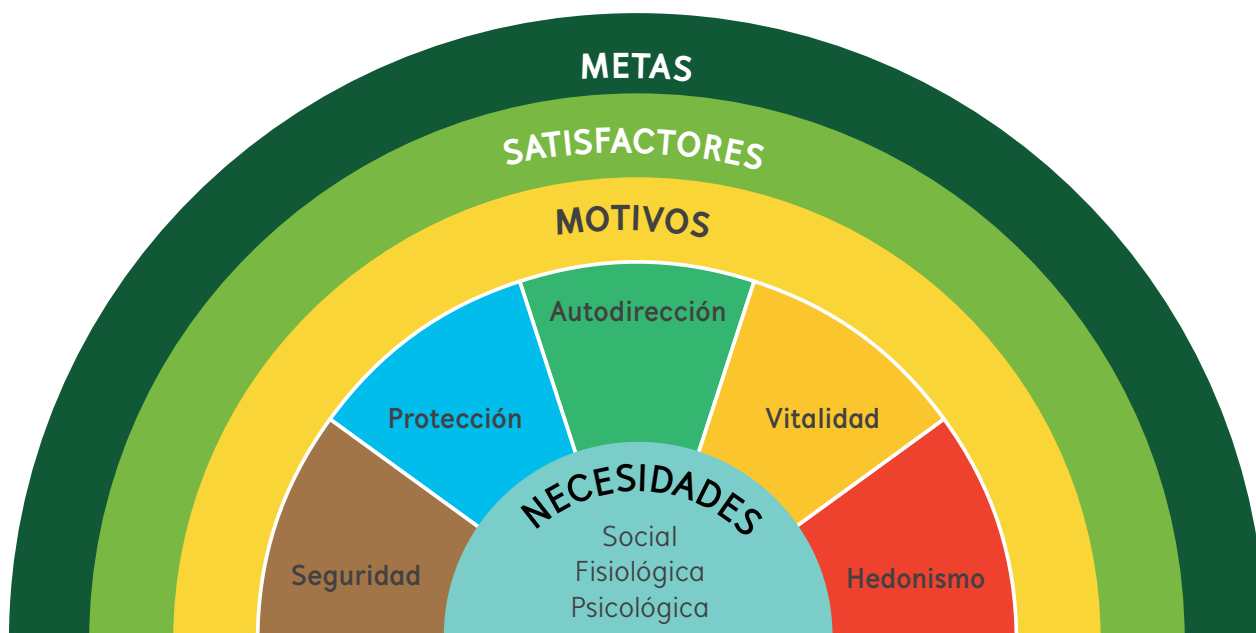 METAS
SATISFACTORES
MOTIVOS
Autodirección
Protección
Vitalidad
Seguridad
Hedonismo
NECESIDADES
Social
Fisiológica
Psicológica